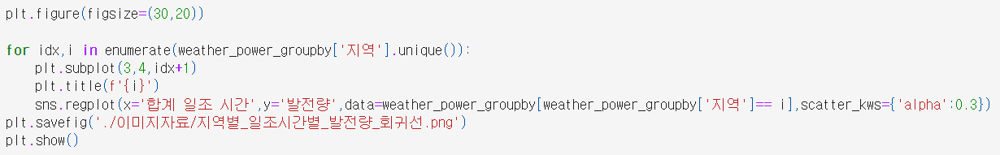 plt.figure(figsize=(30,20))
for idx,i in enumerate(weather_power_groupby['지역'].unique()):
    plt.subplot(3,4,idx+1)
    plt.title(f'{i}')
    sns.regplot(x='합계 일조 시간',y='발전량',data=weather_power_groupby[weather_power_groupby['지역']== i],scatter_kws={'alpha':0.3})
plt.savefig('./이미지자료/지역별_일조시간별_발전량_회귀선.png')
plt.show()